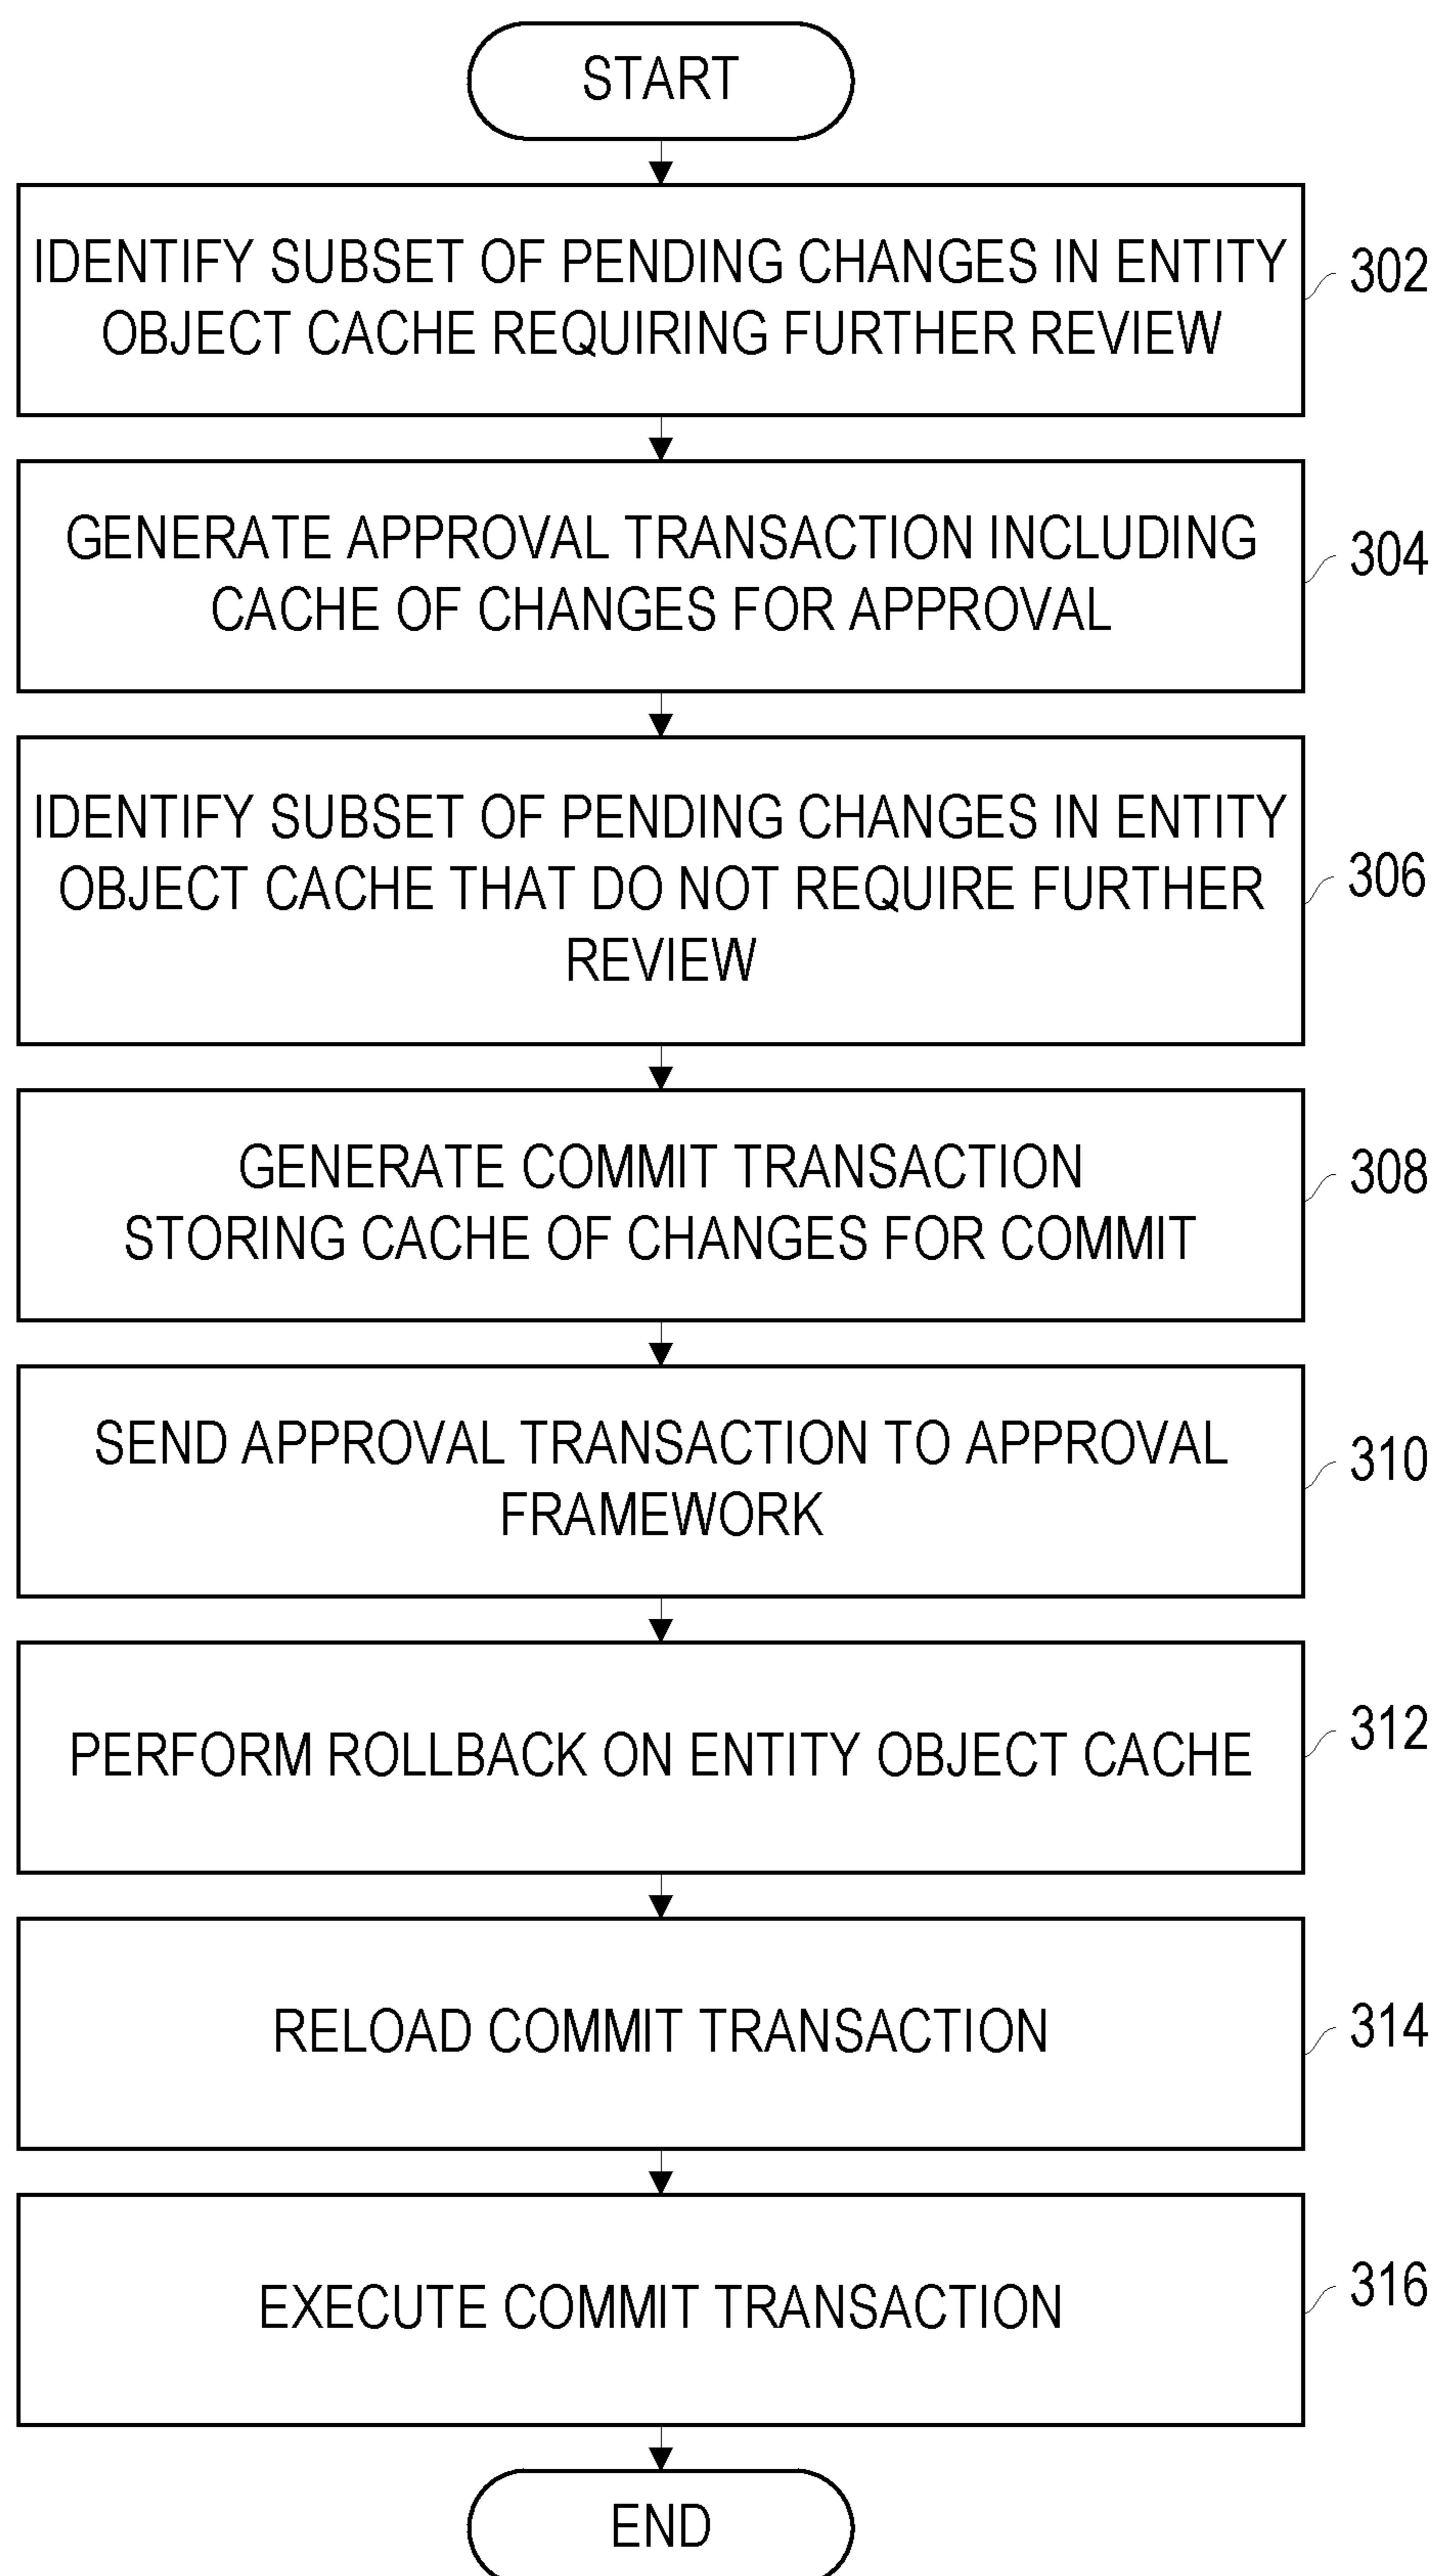 START
IDENTIFY SUBSET OF PENDING CHANGES IN ENTITY
OBJECT CACHE REQUIRING FURTHER REVIEW
302
GENERATE APPROVAL TRANSACTION INCLUDING
CACHE OF CHANGES FOR APPROVAL
304
IDENTIFY SUBSET OF PENDING CHANGES IN ENTITY
OBJECT CACHE THAT DO NOT REQUIRE FURTHER
REVIEW
306
GENERATE COMMIT TRANSACTION
STORING CACHE OF CHANGES FOR COMMIT
308
SEND APPROVAL TRANSACTION TO APPROVAL
FRAMEWORK
310
PERFORM ROLLBACK ON ENTITY OBJECT CACHE
312
RELOAD COMMIT TRANSACTION
314
EXECUTE COMMIT TRANSACTION
316
END